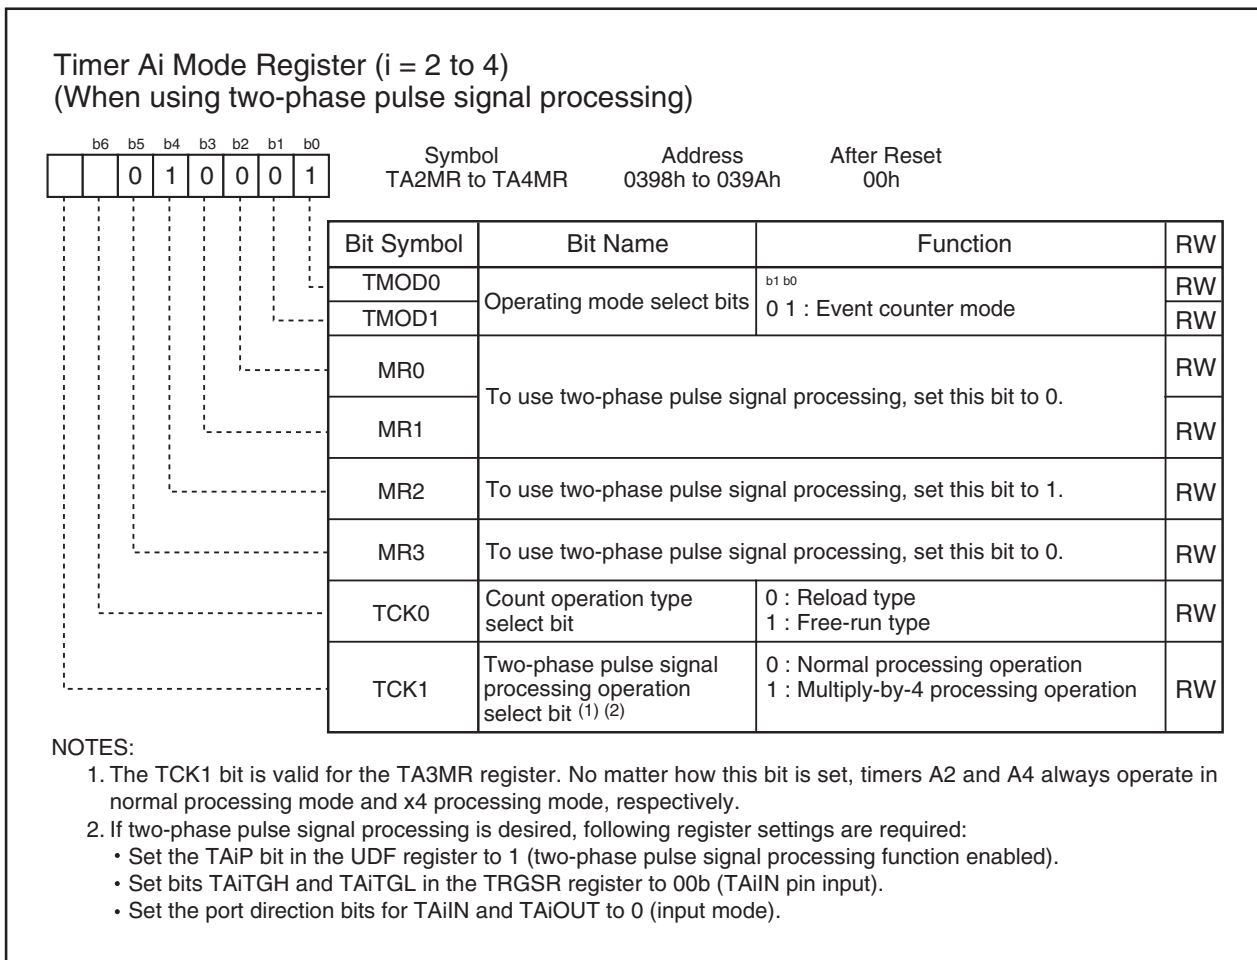 Timer Ai Mode Register (i = 2 to 4)
(When using two-phase pulse signal processing)
b6 b5 b4 b3 b2 b1 b0
0 1 0 0 0 1
Symbol Address After Reset
TA2MR to TA4MR 0398h to 039Ah 00h
Bit Symbol Bit Name Function RW
TMOD0 Operating mode select bits b1 b0 RW
TMOD1 0 1 : Event counter mode RW
MR0 RW
To use two-phase pulse signal processing, set this bit to 0.
MR1 RW
MR2 To use two-phase pulse signal processing, set this bit to 1. RW
MR3 To use two-phase pulse signal processing, set this bit to 0. RW
TCK0 Count operation type 0 : Reload type RW
select bit 1 : Free-run type
Two-phase pulse signal 0 : Normal processing operation
TCK1 processing operation 1 : Multiply-by-4 processing operation RW
select bit (1) (2)
NOTES:
1. The TCK1 bit is valid for the TA3MR register. No matter how this bit is set, timers A2 and A4 always operate in
normal processing mode and x4 processing mode, respectively.
2. If two-phase pulse signal processing is desired, following register settings are required:
• Set the TAiP bit in the UDF register to 1 (two-phase pulse signal processing function enabled).
• Set bits TAiTGH and TAiTGL in the TRGSR register to 00b (TAiIN pin input).
• Set the port direction bits for TAiIN and TAiOUT to 0 (input mode).